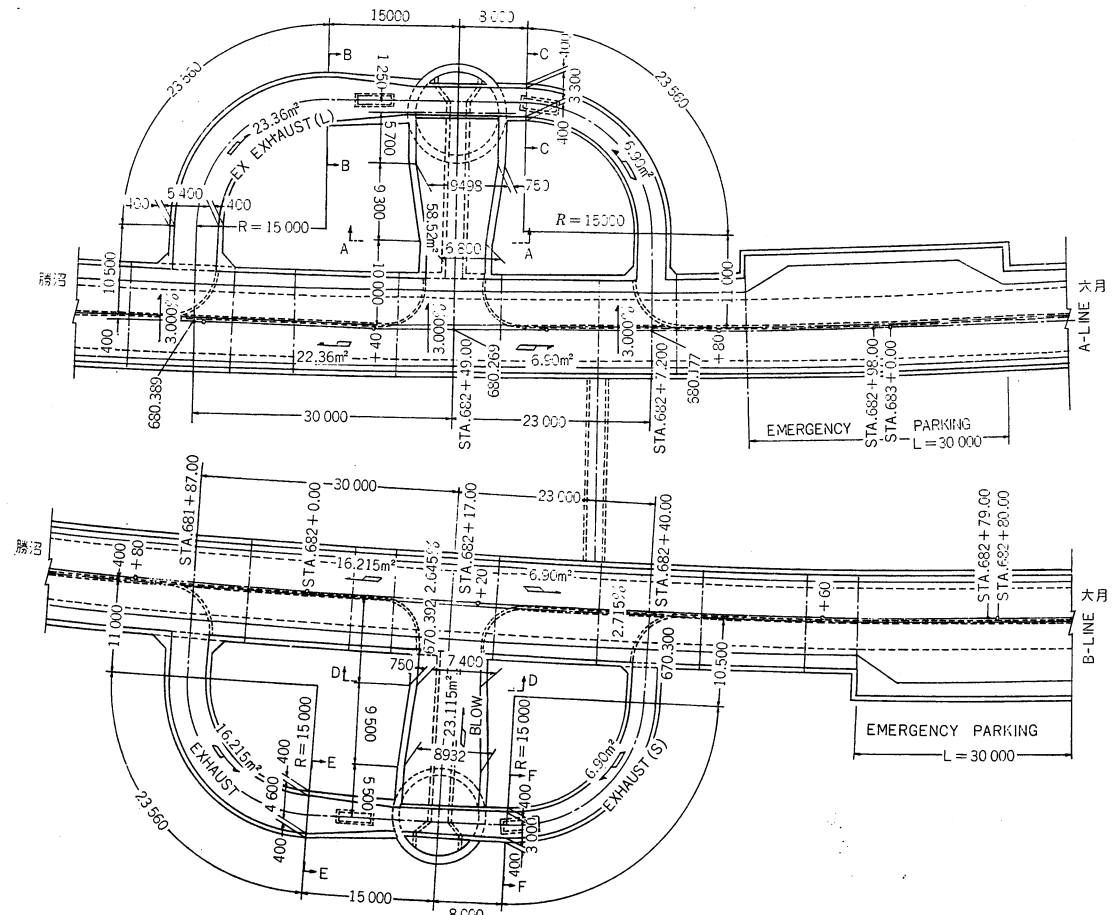 15000
8 000
B
C
400
23 560
1 250
3 300
23 560
23.36m²
EX EXHAUST (L)
400
6.90m²
5 700
B
C
9498
750
5 400
400
400
9 300
58.52m²
R = 15 000
R = 15000
A
A
6.800
10 500
勝沼
大月
10 000
11 000
A-LINE
3.000%
3.000%
3.000%
400
+40
+80
22.36m²
6.90m²
680.389
STA.682+49.00
680.269
STA.682+7.200
680.177
STA.682+98.00
STA.683+0.00
30 000
23 000
EMERGENCY PARKING
L = 30 000
30 000
23 000
STA.681+87.00
STA.682+0.00
STA.682+17.00
STA.682+40.00
STA.682+79.00
STA.682+80.00
勝沼
400
+80
16.215m²
6.90m²
2.645%
+20
2.715%
+60
大月
B-LINE
11 000
670.392
670.300
10.500
750
7 400
D
D
23.115m²
BLOW
9 500
R = 15 000
R = 15 000
8932
16.215m²
EXHAUST
6.90m²
EXHAUST (S)
E
F
400
4 600
400
5 500
400
3 000
400
23 560
23 560
E
F
15 000
8 000
EMERGENCY PARKING
L = 30 000